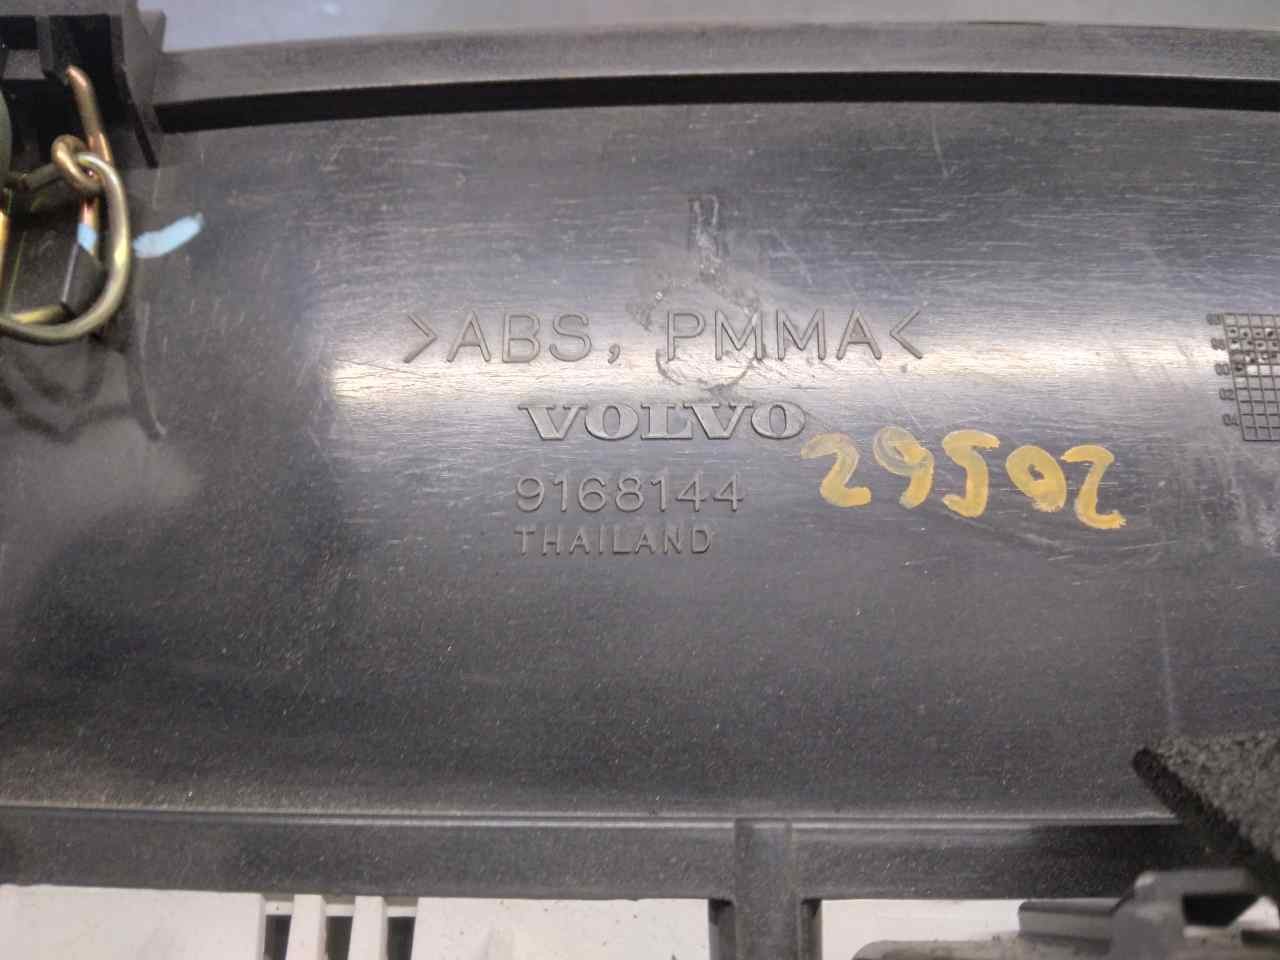 >ABS, PMMA<
VOLVO
9168144
THAILAND
29502